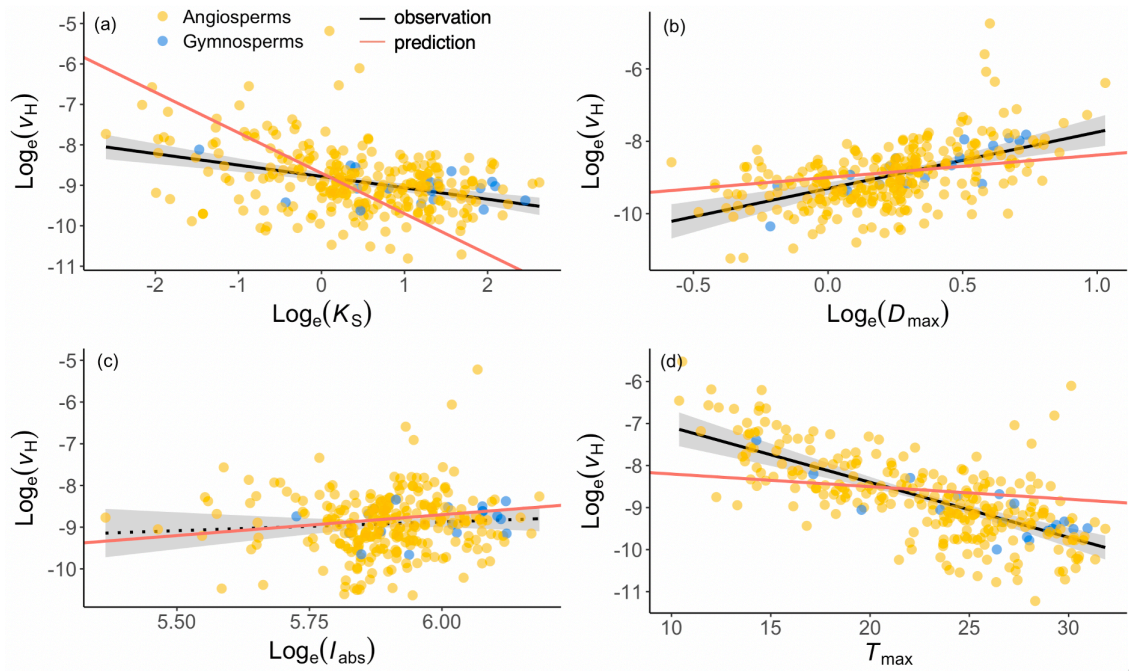 (a)
Angiosperms
Gymnosperms
observation
prediction
-5
-6
-7
-8
-9
-10
-11
Logₑ(vH)
-2
-1
0
1
2
Logₑ(KS)
(b)
-6
-8
-10
Logₑ(vH)
-0.5
0.0
0.5
1.0
Logₑ(Dmax)
(c)
-5
-6
-7
-8
-9
-10
Logₑ(vH)
5.50
5.75
6.00
Logₑ(Iabs)
(d)
-6
-7
-8
-9
-10
-11
Logₑ(vH)
10
15
20
25
30
Tmax